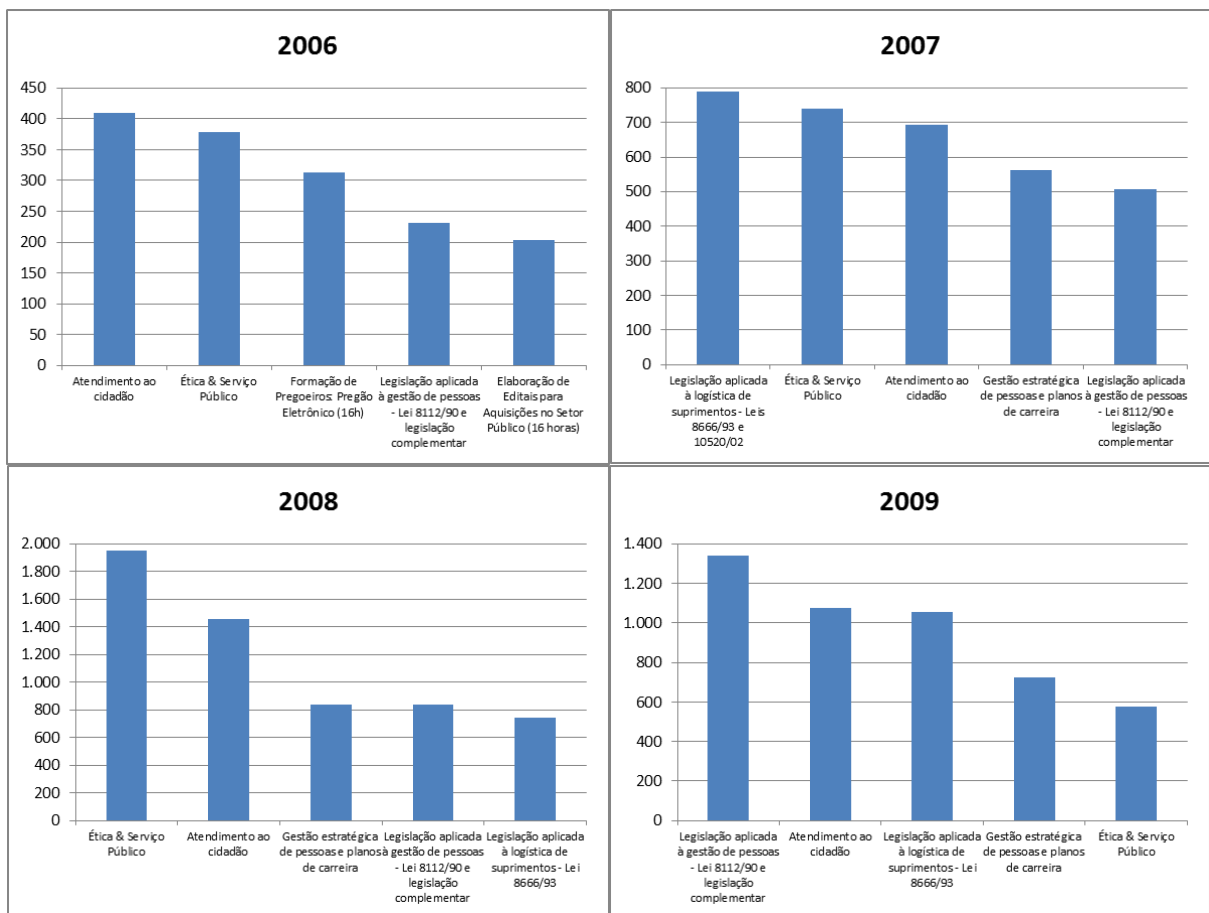 2006
450
400
350
300
250
200
150
100
50
0
Atendimento ao
cidadão
Ética & Serviço
Público
Formação de
Pregoeiros: Pregão
Eletrônico (16h)
Legislação aplicada
à gestão de pessoas
- Lei 8112/90 e
legislação
complementar
Elaboração de
Editais para
Aquisições no Setor
Público (16 horas)
2007
800
700
600
500
400
300
200
100
0
Legislação aplicada
à logística de
suprimentos - Leis
8666/93 e
10520/02
Ética & Serviço
Público
Atendimento ao
cidadão
Gestão estratégica
de pessoas e planos
de carreira
Legislação aplicada
à gestão de pessoas
- Lei 8112/90 e
legislação
complementar
2008
2.000
1.800
1.600
1.400
1.200
1.000
800
600
400
200
0
Ética & Serviço
Público
Atendimento ao
cidadão
Gestão estratégica
de pessoas e planos
de carreira
Legislação aplicada
à gestão de pessoas
- Lei 8112/90 e
legislação
complementar
Legislação aplicada
à logística de
suprimentos - Lei
8666/93
2009
1.400
1.200
1.000
800
600
400
200
0
Legislação aplicada
à gestão de pessoas
- Lei 8112/90 e
legislação
complementar
Atendimento ao
cidadão
Legislação aplicada
à logística de
suprimentos - Lei
8666/93
Gestão estratégica
de pessoas e planos
de carreira
Ética & Serviço
Público